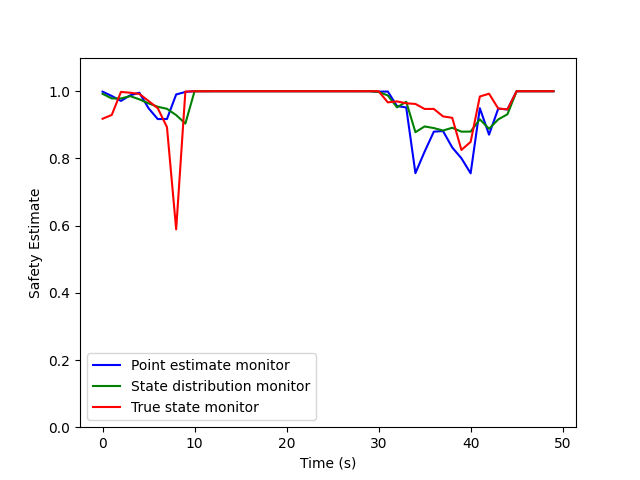 1.0
0.8
0.6
0.4
0.2
0.0
Safety Estimate
Point estimate monitor
State distribution monitor
True state monitor
0 10 20 30 40 50
Time (s)